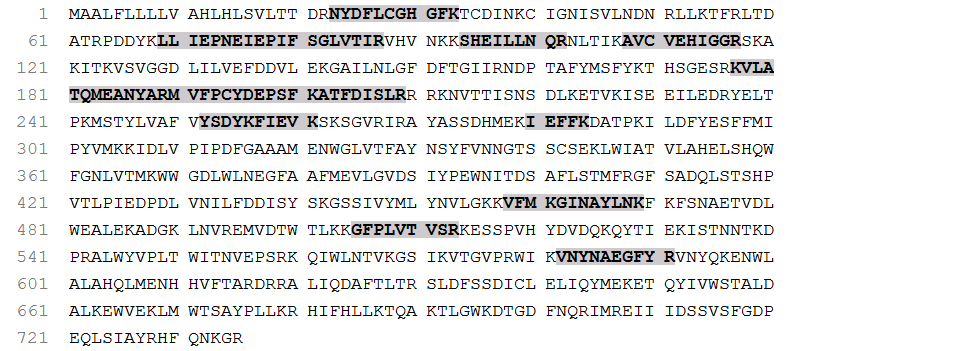 1 MAALFLLLLV AHLHLSVLTT DRNYDFLCGH GFKTCDINKC IGNISVLNDN RLLKTFRLTD
61 ATRPDDYKLL IEPNEIEPIF SGLVTIRVHV NKKSHEILLN QRNLTIKAVC VEHIGGRSKA
121 KITKVSVGGD LILVEFDDVL EKGAILNLGF DFTGIIRNDP TAFYMSFYKT HSGESRKVLA
181 TQMEANYARM VFPCYDEPSF KATFDISLLR RRKNVTTISNS DLKETVKISE EILEDRYELT
241 PKMSTYLVAF VYSDYKFIEV KSKSGVRIRA YASSDHMEKI EFFKDATPKI LDFYESFFMI
301 PYVMKKIDLV PIPDFGAAAM ENWGLVTFAY NSYFVNNGTS SCSEKLWIAT VLAHELSHQW
361 FGNLVTMKWW GDLWLNEGFA AFMEVLGVDS IYPEWNITDS AFLSTMFRGF SADQLSTSHP
421 VTLPIEDPDL VNILFDDISY SKGSSIVYML YNVLGKKVFM KGINAYLNKF KFSNAETVDL
481 WEALEKADGK LNVREMVDTW TLKKGFPLVT VSRKESSPVH YDVDQKQYTI EKISTNNTKD
541 PRALWYVPLT WITNVEPSRK QIWLNTVKGS IKVTGVPRWI KVNYNAEGFY RVNYQKENWL
601 ALAHQLMENH HVFTARDRRA LIQDAFTLTR SLDFSSDICL ELIQYMEKET QYIVWSTALD
661 ALKEWVEKLM WTSAYPLLKR HIFHLLKTQA KTLGWKDTGD FNQRIMREII IDSSVSFGDP
721 EQLSIAYRHF QNKGR